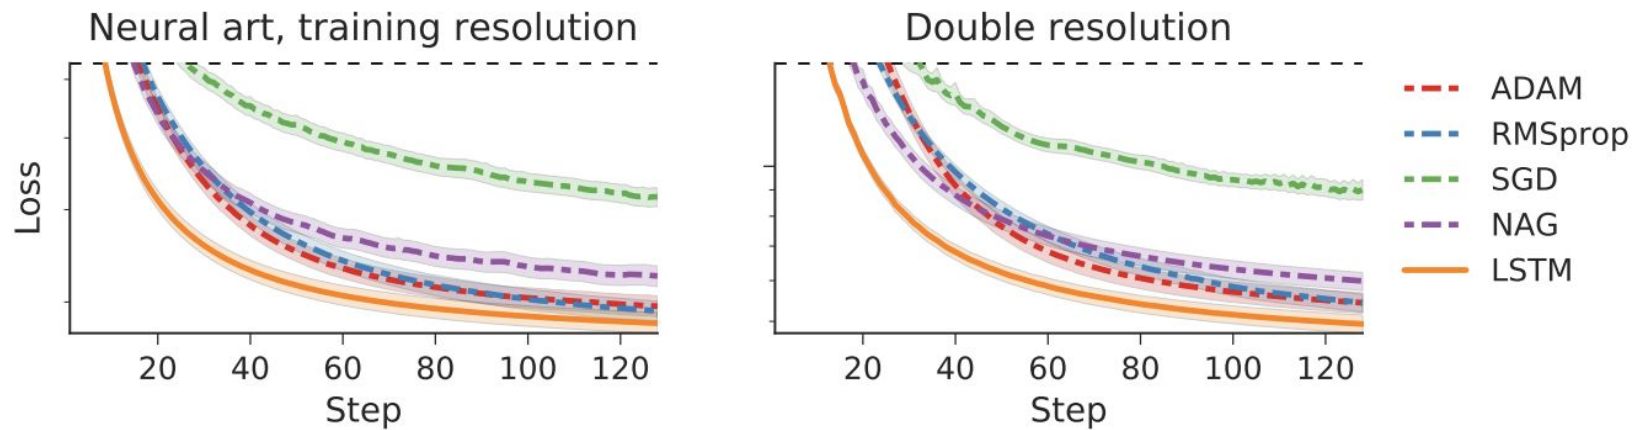 Neural art, training resolution
Loss
20 40 60 80 100 120
Step
Double resolution
20 40 60 80 100 120
Step
ADAM
RMSprop
SGD
NAG
LSTM